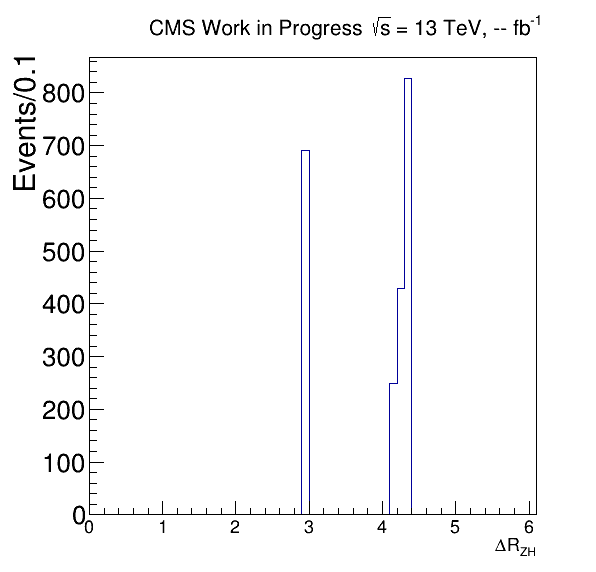 CMS Work in Progress √s = 13 TeV, -- fb⁻¹
Events/0.1
800
700
600
500
400
300
200
100
0
0 1 2 3 4 5 6
ΔR_ZH